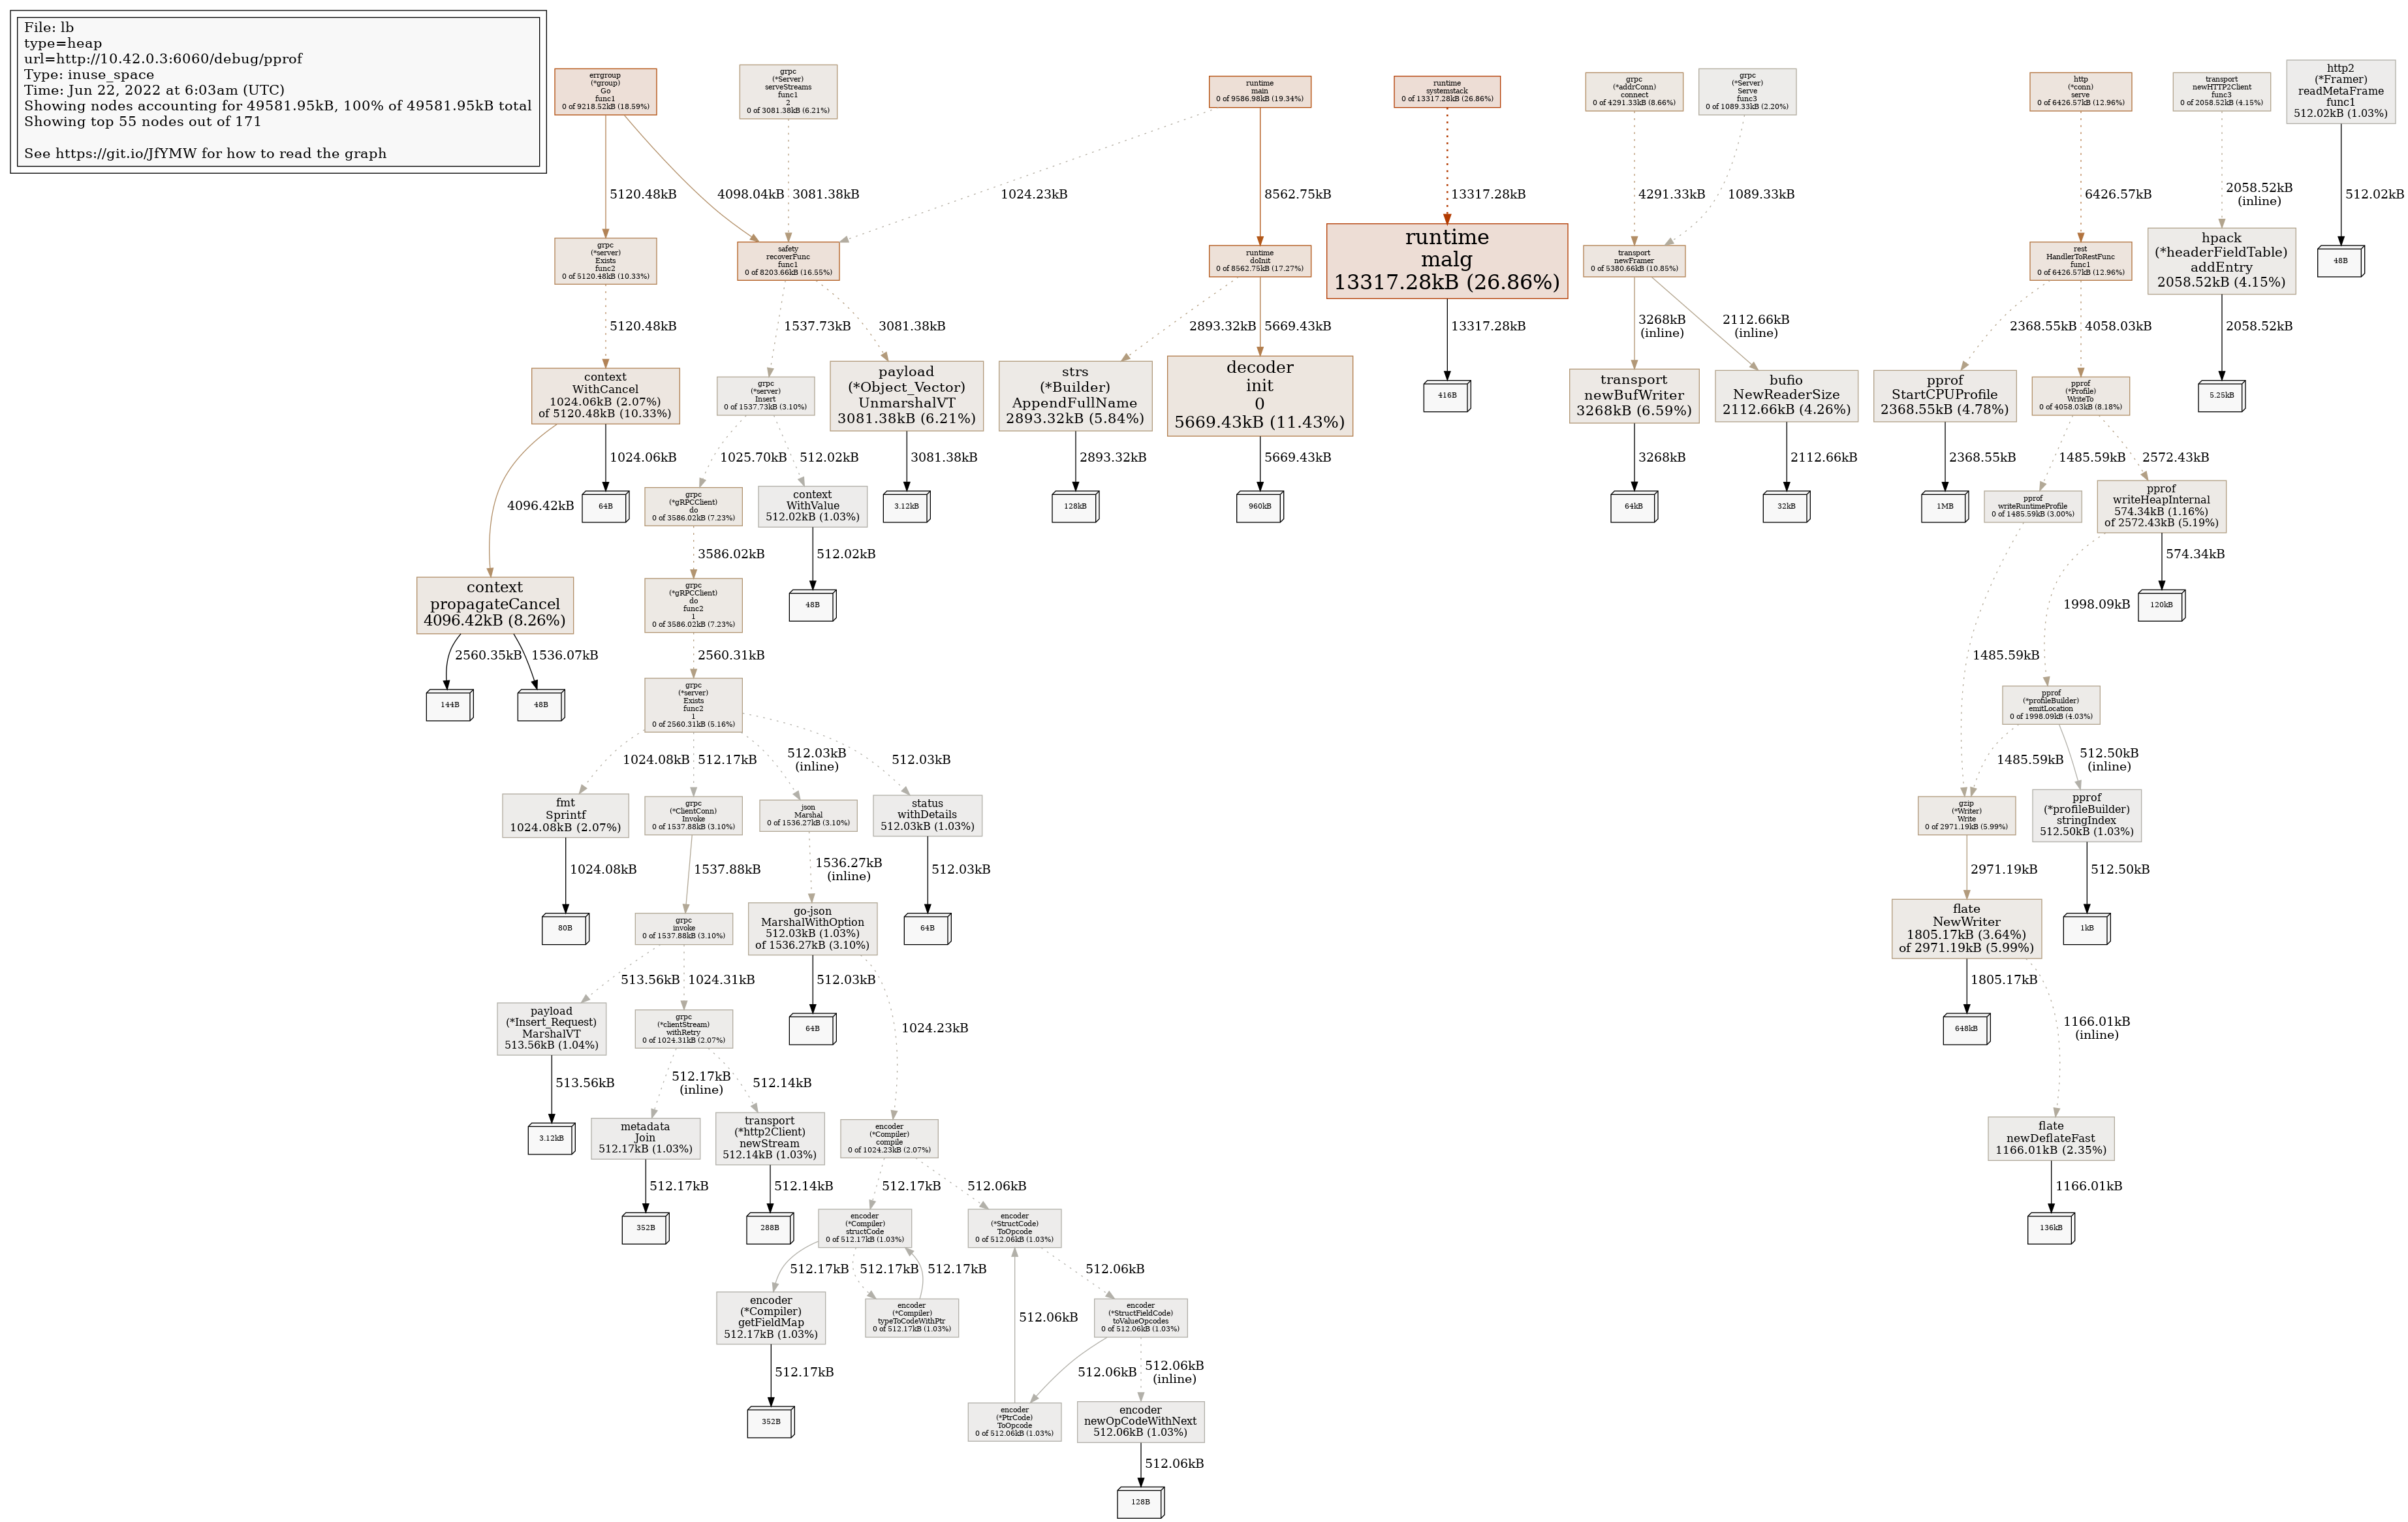 File: lb
type=heap
url=http://10.42.0.3:6060/debug/pprof
Type: inuse_space
Time: Jun 22, 2022 at 6:03am (UTC)
Showing nodes accounting for 49581.95kB, 100% of 49581.95kB total
Showing top 55 nodes out of 171
See https://git.io/JfYMW for how to read the graph
errgroup
(*group)
Go
func1
0 of 9218.52kB (18.59%)
grpc
(*Server)
serveStreams
func1
2
0 of 3081.38kB (6.21%)
runtime
main
0 of 9586.98kB (19.34%)
runtime
systemstack
0 of 13317.28kB (26.86%)
grpc
(*addrConn)
connect
0 of 4291.33kB (8.66%)
grpc
(*Server)
Serve
func3
0 of 1089.33kB (2.20%)
http
(*conn)
serve
0 of 6426.57kB (12.96%)
transport
newHTTP2Client
func3
0 of 2058.52kB (4.15%)
http2
(*Framer)
readMetaFrame
func1
512.02kB (1.03%)
5120.48kB
4098.04kB
3081.38kB
1024.23kB
8562.75kB
13317.28kB
4291.33kB
1089.33kB
6426.57kB
2058.52kB
(inline)
512.02kB
grpc
(*server)
Exists
func2
0 of 5120.48kB (10.33%)
safety
recoverFunc
func1
0 of 8203.66kB (16.55%)
runtime
doInit
0 of 8562.75kB (17.27%)
runtime
malg
13317.28kB (26.86%)
transport
newFramer
0 of 5380.66kB (10.85%)
rest
HandlerToRestFunc
func1
0 of 6426.57kB (12.96%)
hpack
(*headerFieldTable)
addEntry
2058.52kB (4.15%)
48B
5120.48kB
1537.73kB
3081.38kB
2893.32kB
5669.43kB
13317.28kB
3268kB
(inline)
2112.66kB
(inline)
2368.55kB
4058.03kB
2058.52kB
context
WithCancel
1024.06kB (2.07%)
of 5120.48kB (10.33%)
grpc
(*server)
Insert
0 of 1537.73kB (3.10%)
payload
(*Object_Vector)
UnmarshalVT
3081.38kB (6.21%)
strs
(*Builder)
AppendFullName
2893.32kB (5.84%)
decoder
init
0
5669.43kB (11.43%)
416B
transport
newBufWriter
3268kB (6.59%)
bufio
NewReaderSize
2112.66kB (4.26%)
pprof
StartCPUProfile
2368.55kB (4.78%)
pprof
(*Profile)
WriteTo
0 of 4058.03kB (8.18%)
5.25kB
4096.42kB
1024.06kB
1025.70kB
512.02kB
3081.38kB
2893.32kB
5669.43kB
3268kB
2112.66kB
2368.55kB
1485.59kB
2572.43kB
64B
grpc
(*gRPCClient)
do
0 of 3586.02kB (7.23%)
context
WithValue
512.02kB (1.03%)
3.12kB
128kB
960kB
64kB
32kB
1MB
pprof
writeRuntimeProfile
0 of 1485.59kB (3.00%)
pprof
writeHeapInternal
574.34kB (1.16%)
of 2572.43kB (5.19%)
3586.02kB
512.02kB
574.34kB
context
propagateCancel
4096.42kB (8.26%)
grpc
(*gRPCClient)
do
func2
1
0 of 3586.02kB (7.23%)
48B
1998.09kB
120kB
2560.35kB
1536.07kB
2560.31kB
1485.59kB
144B
48B
grpc
(*server)
Exists
func2
1
0 of 2560.31kB (5.16%)
pprof
(*profileBuilder)
emitLocation
0 of 1998.09kB (4.03%)
1024.08kB
512.17kB
512.03kB
(inline)
512.03kB
1485.59kB
512.50kB
(inline)
fmt
Sprintf
1024.08kB (2.07%)
grpc
(*ClientConn)
Invoke
0 of 1537.88kB (3.10%)
json
Marshal
0 of 1536.27kB (3.10%)
status
withDetails
512.03kB (1.03%)
gzip
(*Writer)
Write
0 of 2971.19kB (5.99%)
pprof
(*profileBuilder)
stringIndex
512.50kB (1.03%)
1024.08kB
1537.88kB
1536.27kB
(inline)
512.03kB
2971.19kB
512.50kB
80B
grpc
invoke
0 of 1537.88kB (3.10%)
go-json
MarshalWithOption
512.03kB (1.03%)
of 1536.27kB (3.10%)
64B
flate
NewWriter
1805.17kB (3.64%)
of 2971.19kB (5.99%)
1kB
513.56kB
1024.31kB
512.03kB
1805.17kB
payload
(*Insert_Request)
MarshalVT
513.56kB (1.04%)
grpc
(*clientStream)
withRetry
0 of 1024.31kB (2.07%)
64B
1024.23kB
648kB
1166.01kB
(inline)
513.56kB
512.17kB
(inline)
512.14kB
3.12kB
metadata
Join
512.17kB (1.03%)
transport
(*http2Client)
newStream
512.14kB (1.03%)
encoder
(*Compiler)
compile
0 of 1024.23kB (2.07%)
flate
newDeflateFast
1166.01kB (2.35%)
512.17kB
512.14kB
512.17kB
512.06kB
1166.01kB
352B
288B
encoder
(*Compiler)
structCode
0 of 512.17kB (1.03%)
encoder
(*StructCode)
ToOpcode
0 of 512.06kB (1.03%)
136kB
512.17kB
512.17kB
512.17kB
512.06kB
encoder
(*Compiler)
getFieldMap
512.17kB (1.03%)
encoder
(*Compiler)
typeToCodeWithPtr
0 of 512.17kB (1.03%)
512.06kB
encoder
(*StructFieldCode)
toValueOpcodes
0 of 512.06kB (1.03%)
512.17kB
512.06kB
512.06kB
(inline)
352B
encoder
(*PtrCode)
ToOpcode
0 of 512.06kB (1.03%)
encoder
newOpCodeWithNext
512.06kB (1.03%)
512.06kB
128B